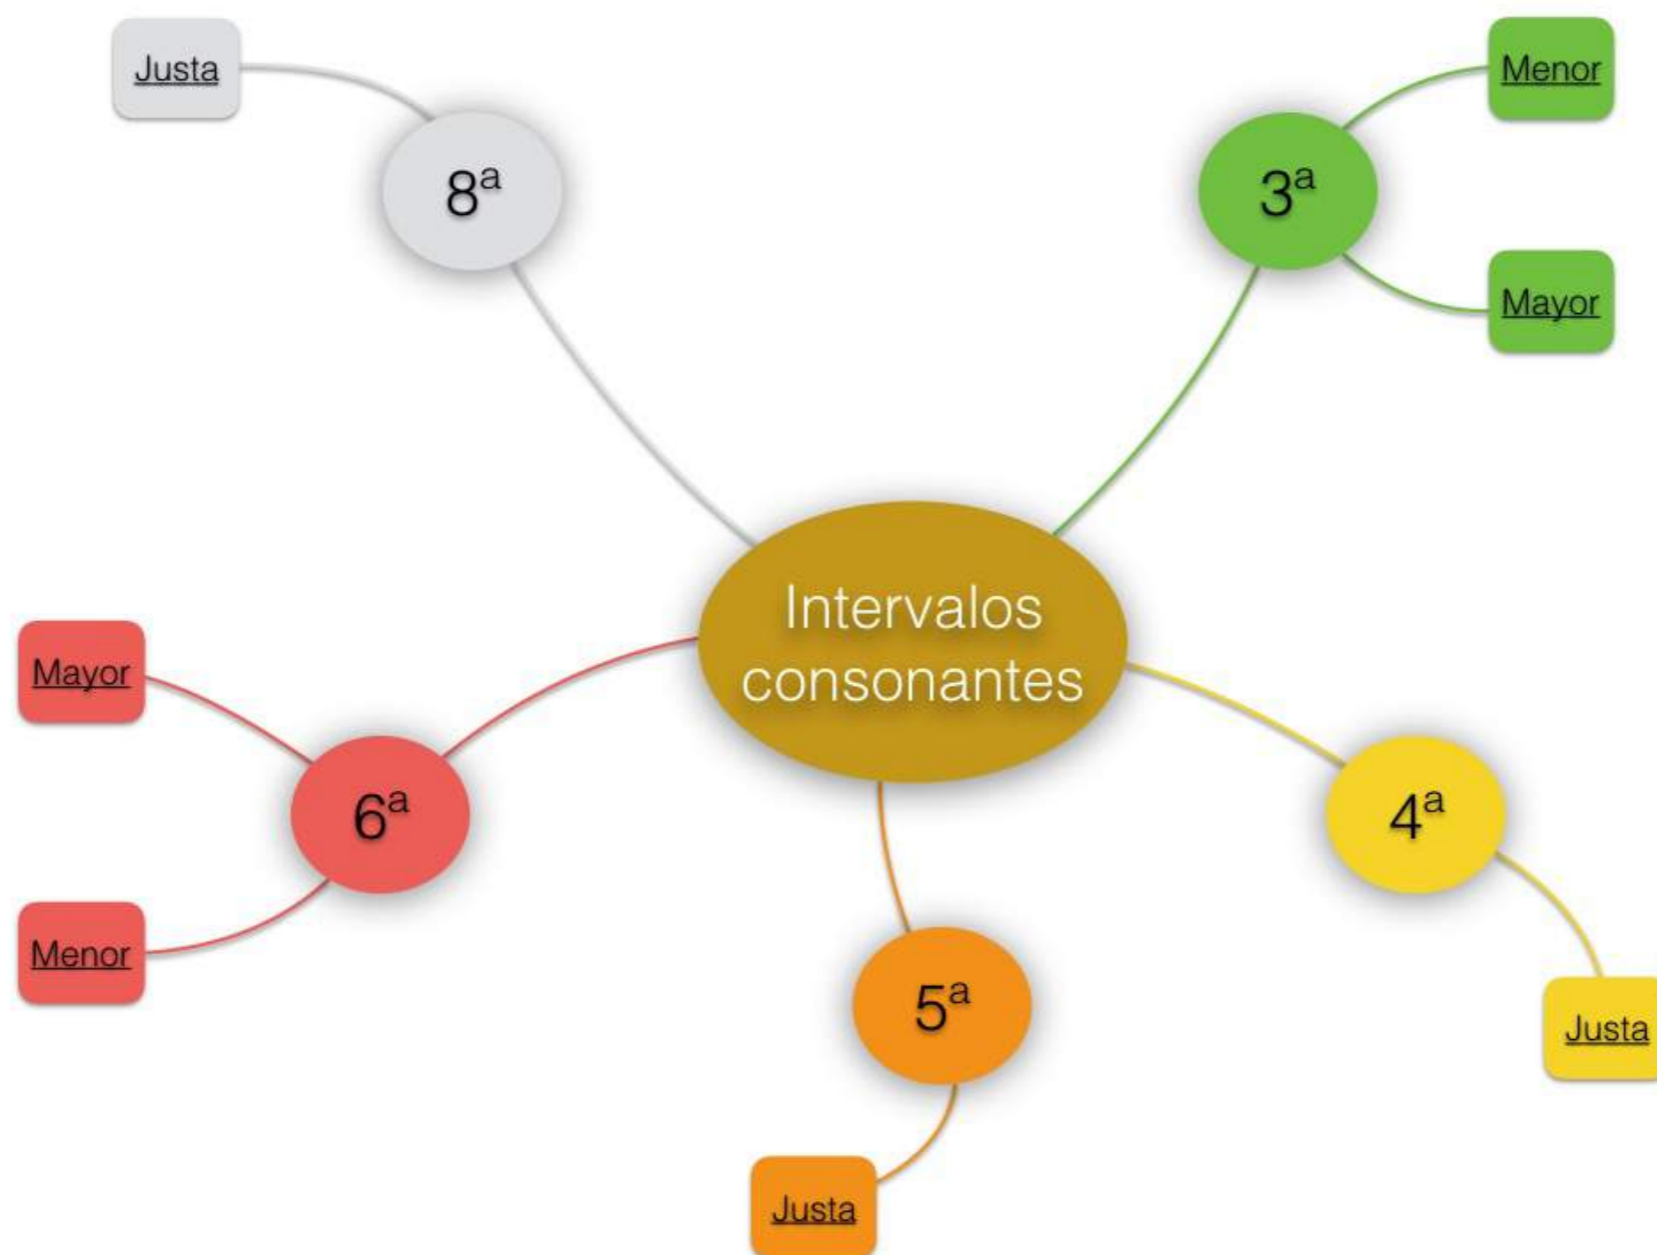 Justa
8ª
Menor
3ª
Mayor
Intervalos
consonantes
Mayor
6ª
Menor
4ª
Justa
5ª
Justa